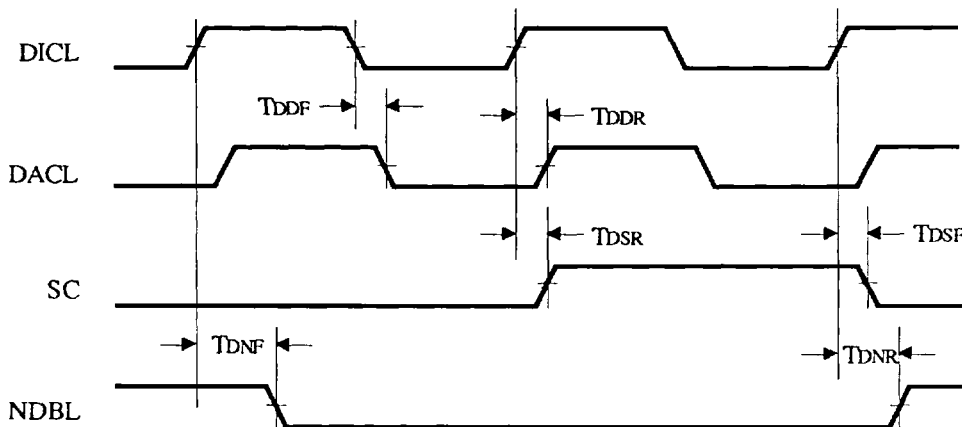 DICL
TDDF
TDDR
DACL
TDSR
TDSF
SC
TDNF
TDNR
NDBL